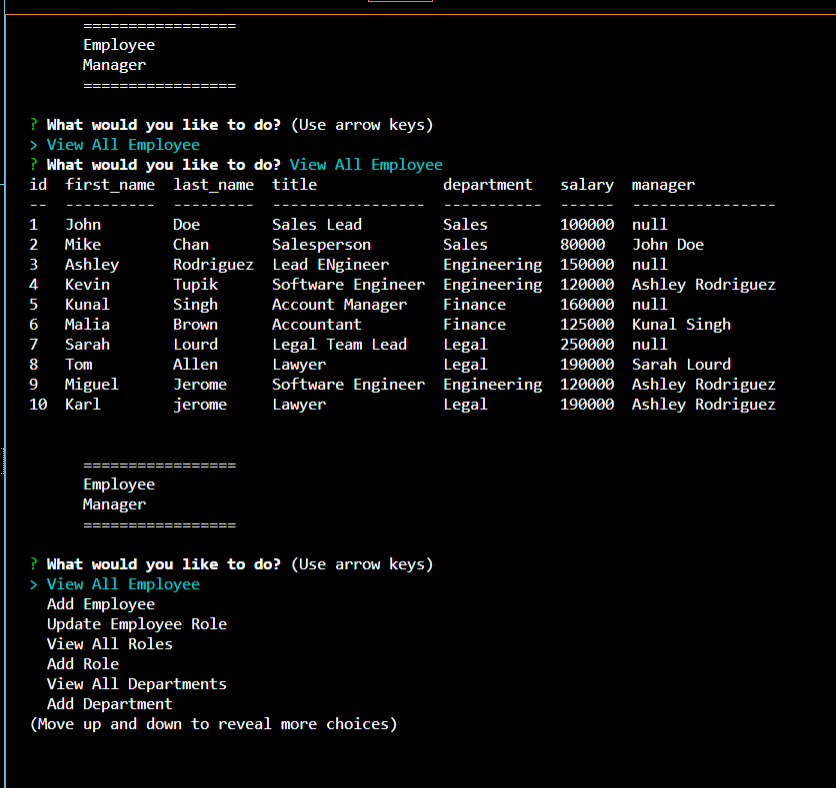 =================
Employee
Manager
=================
? What would you like to do? (Use arrow keys)
> View All Employee
? What would you like to do? View All Employee
id  first_name  last_name  title              department   salary  manager
--  ----------  ---------  -----------------  -----------  ------  ----------------
1   John        Doe        Sales Lead         Sales        100000  null
2   Mike        Chan       Salesperson        Sales        80000   John Doe
3   Ashley      Rodriguez  Lead ENgineer      Engineering  150000  null
4   Kevin       Tupik      Software Engineer  Engineering  120000  Ashley Rodriguez
5   Kunal       Singh      Account Manager    Finance      160000  null
6   Malia       Brown      Accountant         Finance      125000  Kunal Singh
7   Sarah       Lourd      Legal Team Lead    Legal        250000  null
8   Tom         Allen      Lawyer             Legal        190000  Sarah Lourd
9   Miguel      Jerome     Software Engineer  Engineering  120000  Ashley Rodriguez
10  Karl        jerome     Lawyer             Legal        190000  Ashley Rodriguez
=================
Employee
Manager
=================
? What would you like to do? (Use arrow keys)
> View All Employee
Add Employee
Update Employee Role
View All Roles
Add Role
View All Departments
Add Department
(Move up and down to reveal more choices)